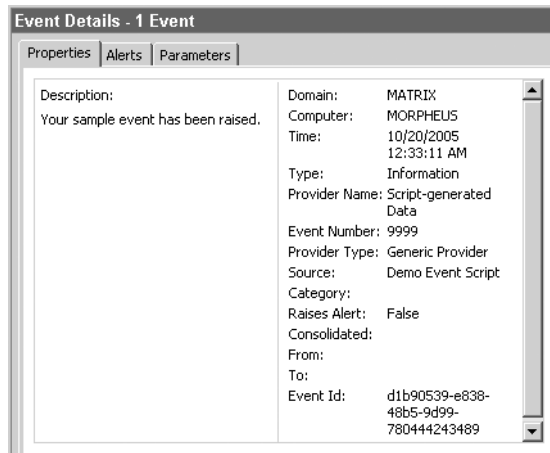 Event Details - 1 Event
Properties
Alerts
Parameters
Description:
Your sample event has been raised.
Domain: MATRIX
Computer: MORPHEUS
Time: 10/20/2005
12:33:11 AM
Type: Information
Provider Name: Script-generated
Data
Event Number: 9999
Provider Type: Generic Provider
Source: Demo Event Script
Category:
Raises Alert: False
Consolidated:
From:
To:
Event Id: d1b90539-e838-
48b5-9d99-
780444243489